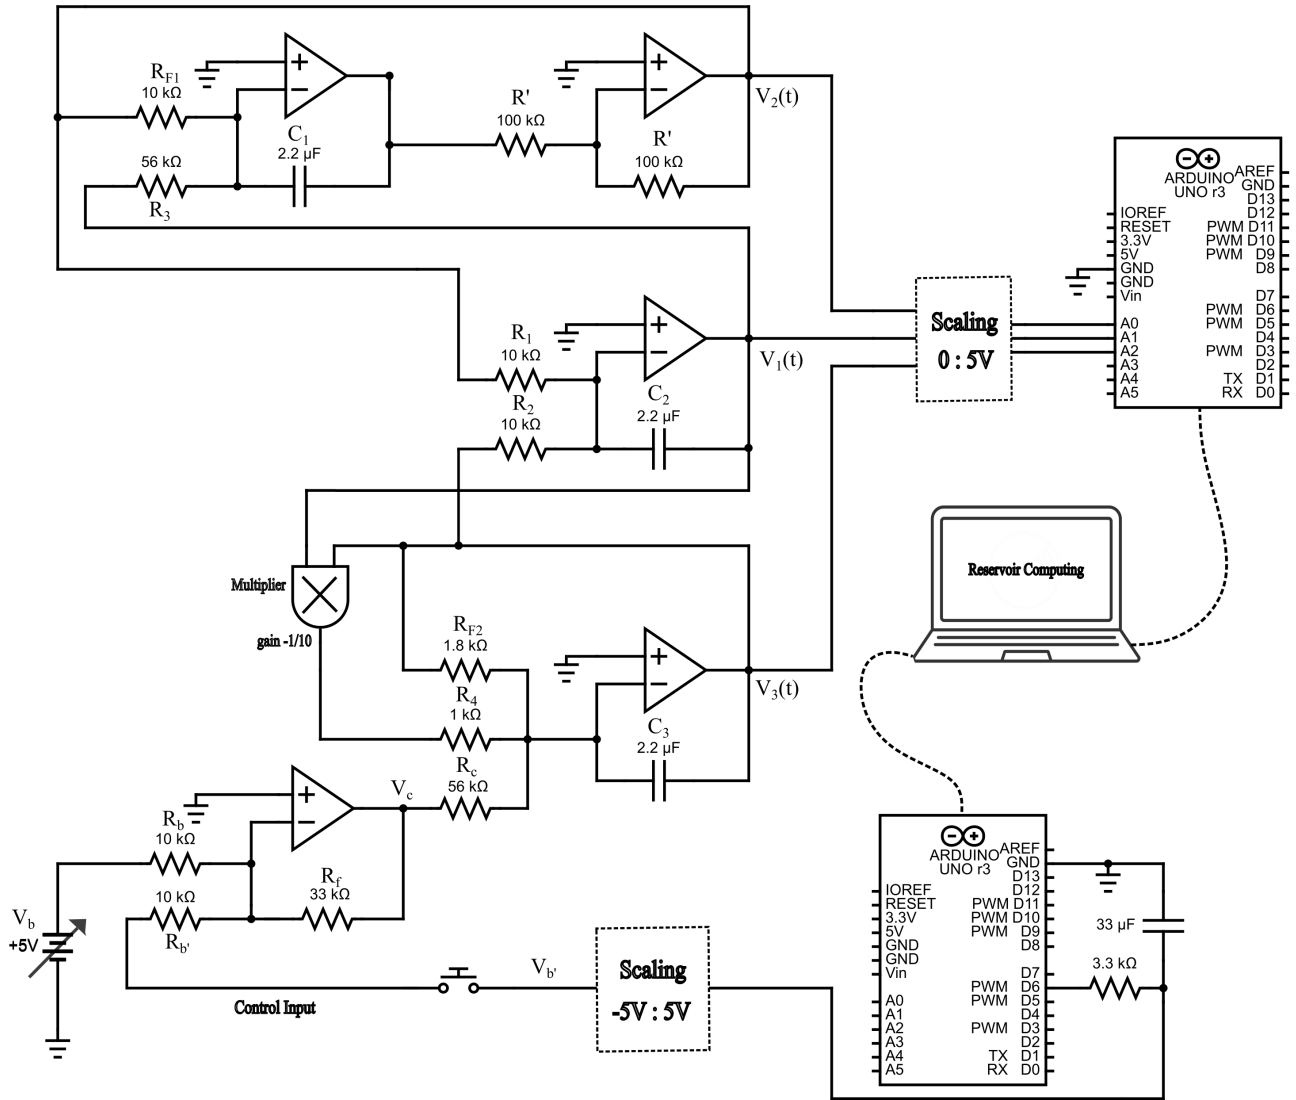 R_F1
10 kΩ
C_1
2.2 µF
56 kΩ
R_3
R'
100 kΩ
R'
100 kΩ
V_2(t)
R_1
10 kΩ
R_2
10 kΩ
C_2
2.2 µF
V_1(t)
Scaling
0 : 5V
ARDUINO
UNO r3
IOREF
RESET
3.3V
5V
GND
GND
Vin
A0
A1
A2
A3
A4
A5
AREF
GND
D13
D12
PWM D11
PWM D10
PWM D9
D8
D7
PWM D6
PWM D5
D4
PWM D3
D2
TX D1
RX D0
Reservoir Computing
Multiplier
gain -1/10
R_F2
1.8 kΩ
R_4
1 kΩ
R_c
56 kΩ
C_3
2.2 µF
V_3(t)
V_c
R_b
10 kΩ
10 kΩ
R_b'
R_f
33 kΩ
V_b
+5V
Control Input
V_b'
Scaling
-5V : 5V
ARDUINO
UNO r3
IOREF
RESET
3.3V
5V
GND
GND
Vin
A0
A1
A2
A3
A4
A5
AREF
GND
D13
D12
PWM D11
PWM D10
PWM D9
D8
D7
PWM D6
PWM D5
D4
PWM D3
D2
TX D1
RX D0
33 µF
3.3 kΩ